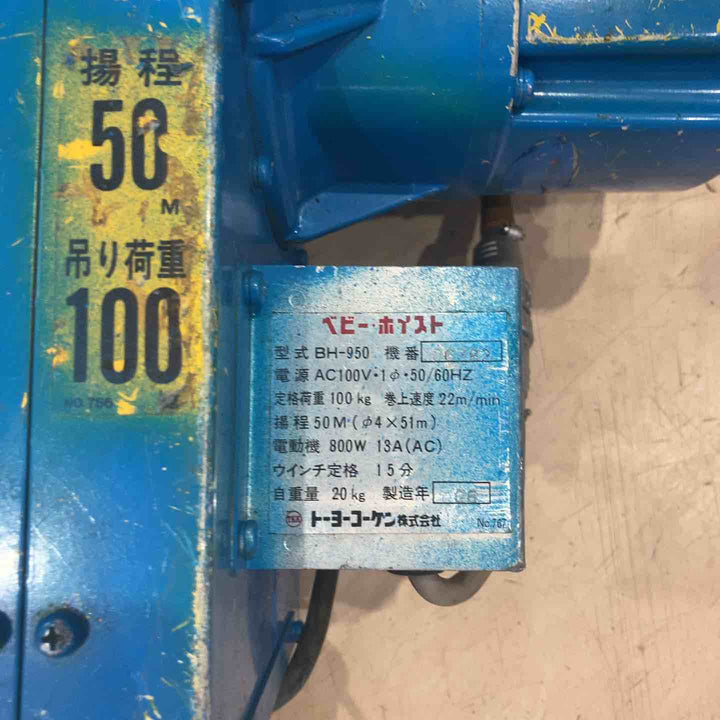 揚程
50
M
吊り荷重
100
NO.766
ベビー・ホイスト
型式 BH-950 機番
電源 AC100V・1φ・50/60HZ
定格荷重 100kg 巻上速度 22m/min
揚程 50M(φ4×51m)
電動機 800W 13A(AC)
ウインチ定格 15分
自重量 20kg 製造年
TKK トーヨーコーケン株式会社
No.767